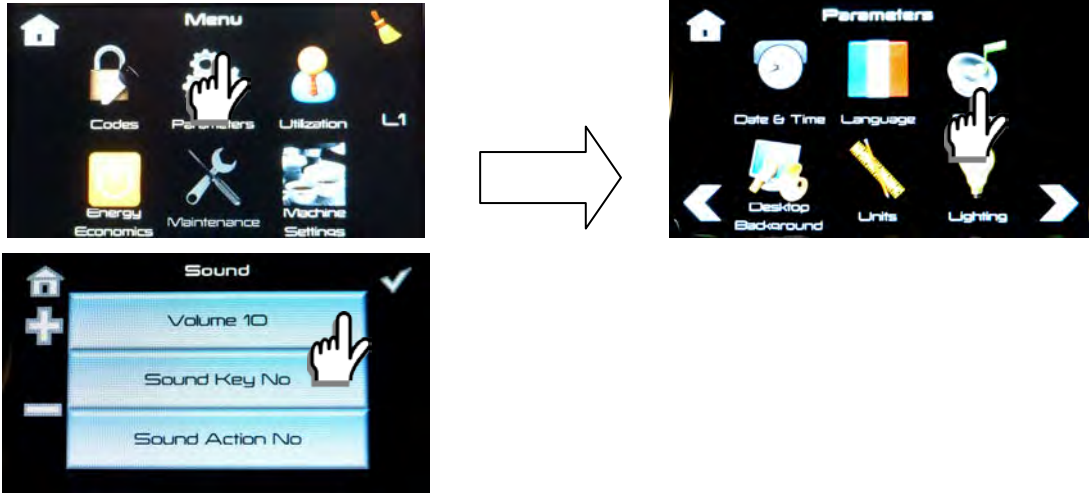 Menu
Codes
Parameters
Utilization
L1
Energy
Economics
Maintenance
Machine
Settings
Parameters
Date & Time
Language
Desktop
Background
Units
Lighting
Sound
Volume 10
Sound Key No
Sound Action No